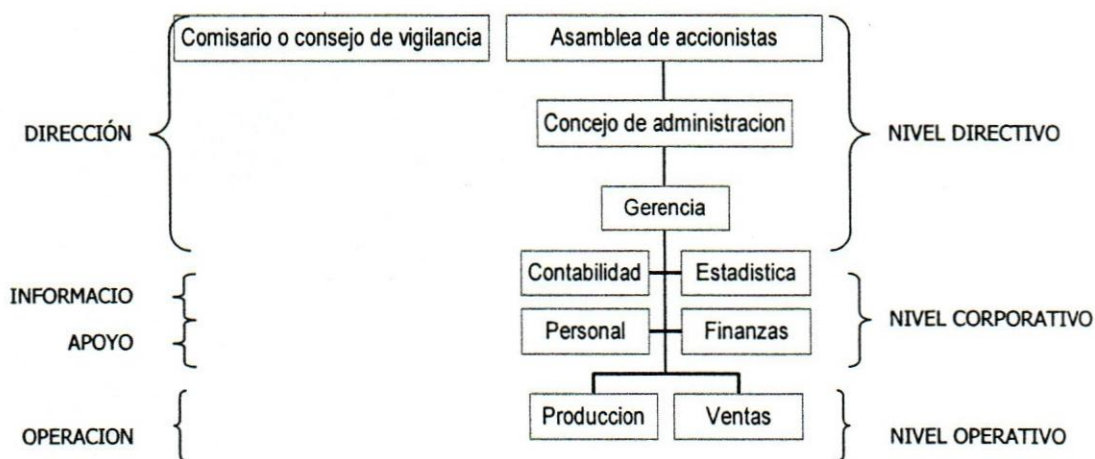 Comisario o consejo de vigilancia
Asamblea de accionistas
DIRECCIÓN
Concejo de administracion
NIVEL DIRECTIVO
Gerencia
Contabilidad
Estadistica
INFORMACIO
NIVEL CORPORATIVO
APOYO
Personal
Finanzas
Produccion
Ventas
OPERACION
NIVEL OPERATIVO